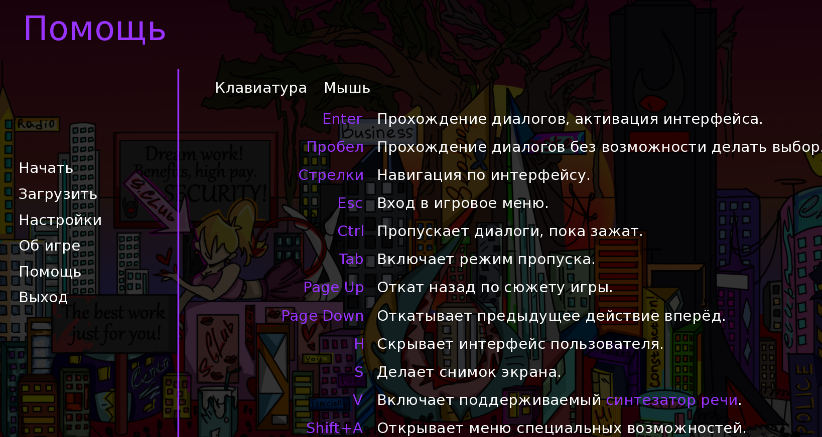 Помощь
Клавиатура Мышь
Enter Прохождение диалогов, активация интерфейса.
Пробел Прохождение диалогов без возможности делать выбор.
Стрелки Навигация по интерфейсу.
Esc Вход в игровое меню.
Ctrl Пропускает диалоги, пока зажат.
Tab Включает режим пропуска.
Page Up Откат назад по сюжету игры.
Page Down Откатывает предыдущее действие вперёд.
H Скрывает интерфейс пользователя.
S Делает снимок экрана.
V Включает поддерживаемый синтезатор речи.
Shift+A Открывает меню специальных возможностей.
Начать
Загрузить
Настройки
Об игре
Помощь
Выход
Radio
Business
Dream work!
Benefits, high pay.
SECURITY!
SClub
The best work
just for you!
SClub
POLICE